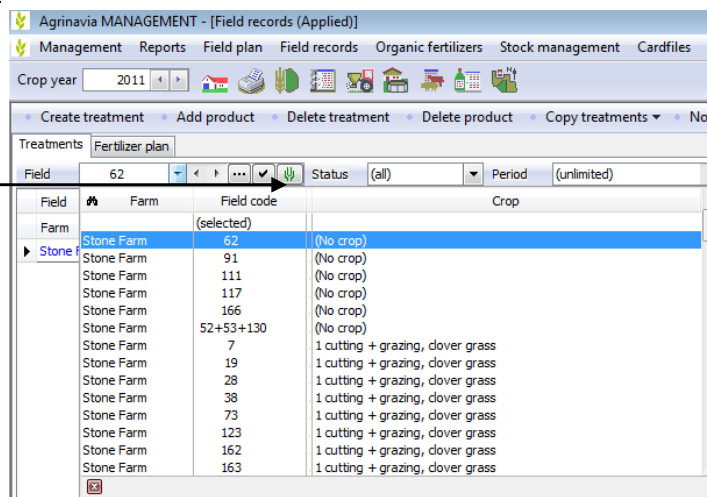 Agrinavia MANAGEMENT - [Field records (Applied)]
Management Reports Field plan Field records Organic fertilizers Stock management Cardfiles
Crop year 2011
Create treatment Add product Delete treatment Delete product Copy treatments No
Treatments Fertilizer plan
Field 62 Status (all) Period (unlimited)
Field Farm Field code Crop
Farm (selected)
Stone Farm 62 (No crop)
Stone F
Stone Farm 91 (No crop)
Stone Farm 111 (No crop)
Stone Farm 117 (No crop)
Stone Farm 166 (No crop)
Stone Farm 52+53+130 (No crop)
Stone Farm 7 1 cutting + grazing, clover grass
Stone Farm 19 1 cutting + grazing, clover grass
Stone Farm 28 1 cutting + grazing, clover grass
Stone Farm 38 1 cutting + grazing, clover grass
Stone Farm 73 1 cutting + grazing, clover grass
Stone Farm 123 1 cutting + grazing, clover grass
Stone Farm 162 1 cutting + grazing, clover grass
Stone Farm 163 1 cutting + grazing, clover grass